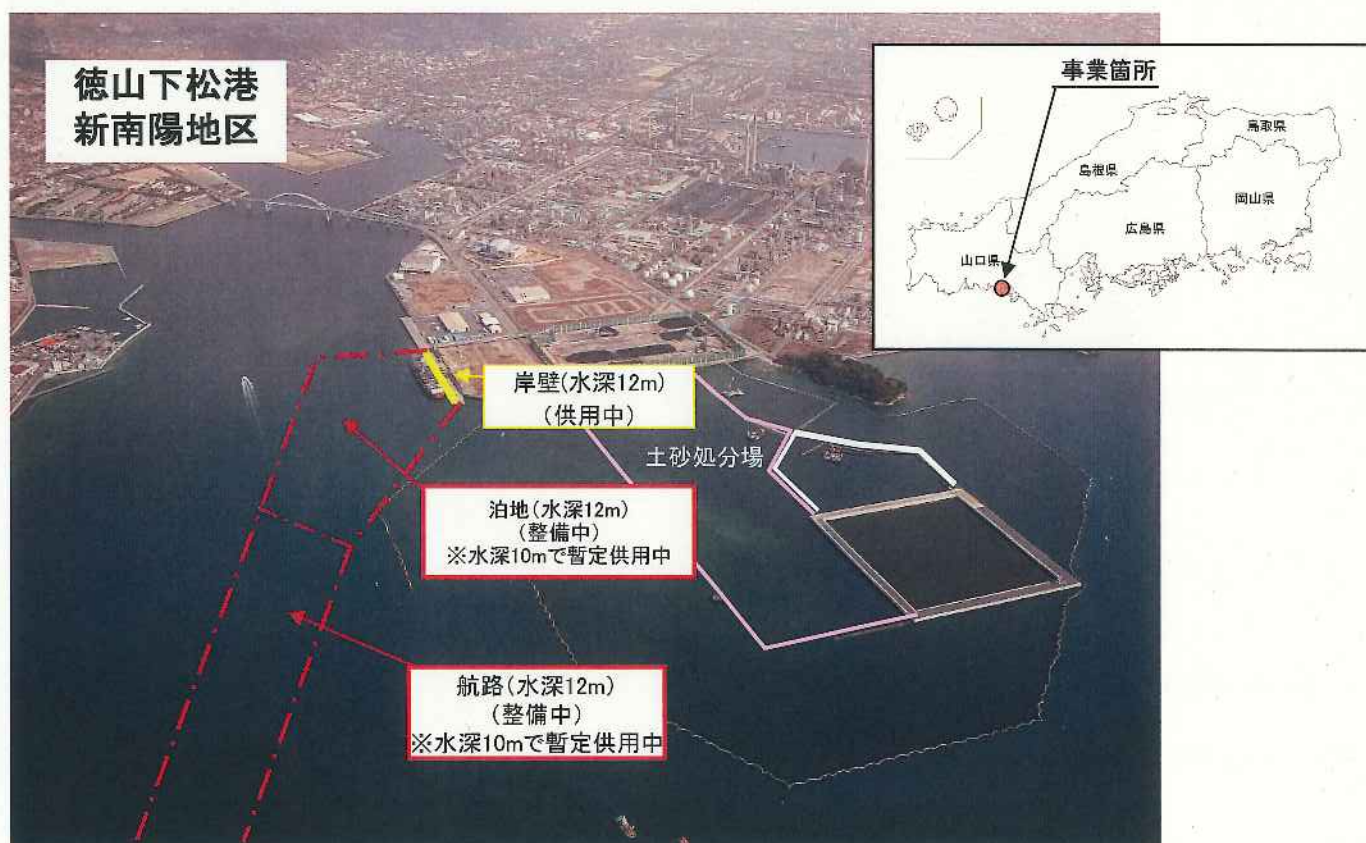 徳山下松港
新南陽地区
事業箇所
鳥取県
島根県
岡山県
広島県
山口県
岸壁(水深12m)
(供用中)
土砂処分場
泊地(水深12m)
(整備中)
※水深10mで暫定供用中
航路(水深12m)
(整備中)
※水深10mで暫定供用中